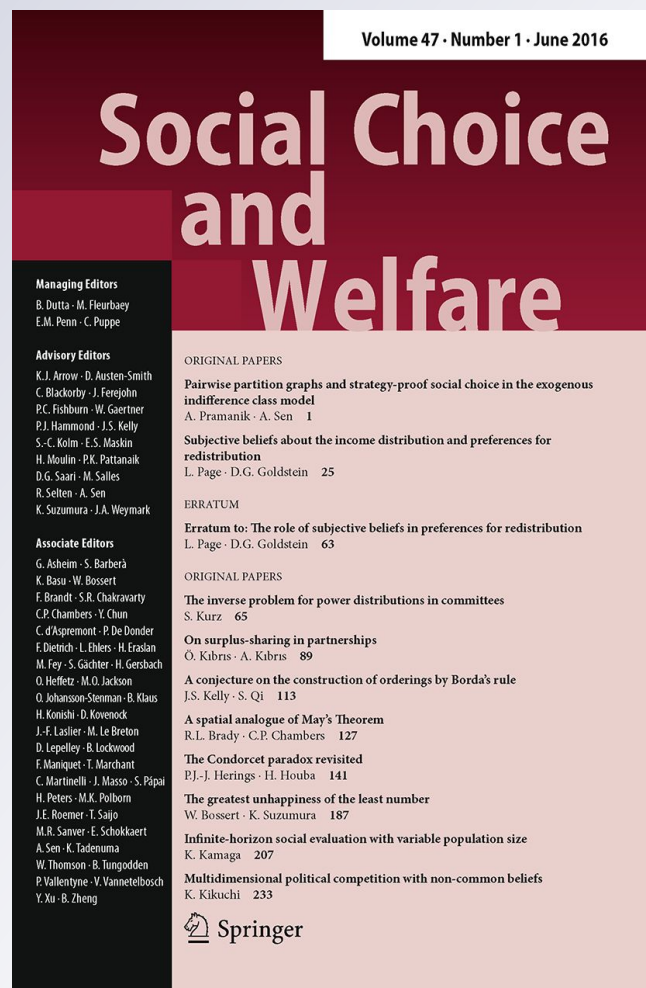 Volume 47 · Number 1 · June 2016
Social Choice
and
Welfare
Managing Editors
B. Dutta · M. Fleurbaey
E.M. Penn · C. Puppe
Advisory Editors
K.J. Arrow · D. Austen-Smith
C. Blackorby · J. Ferejohn
P.C. Fishburn · W. Gaertner
P.J. Hammond · J.S. Kelly
S.-C. Kolm · E.S. Maskin
H. Moulin · P.K. Pattanaik
D.G. Saari · M. Salles
R. Selten · A. Sen
K. Suzumura · J.A. Weymark
Associate Editors
G. Asheim · S. Barberà
K. Basu · W. Bossert
F. Brandt · S.R. Chakravarty
C.P. Chambers · Y. Chun
C. d'Aspremont · P. De Donder
F. Dietrich · L. Ehlers · H. Eraslan
M. Fey · S. Gächter · H. Gersbach
O. Heffetz · M.O. Jackson
O. Johansson-Stenman · B. Klaus
H. Konishi · D. Kovenock
J.-F. Laslier · M. Le Breton
D. Lepelley · B. Lockwood
F. Maniquet · T. Marchant
C. Martinelli · J. Masso · S. Pápai
H. Peters · M.K. Polborn
J.E. Roemer · T. Saijo
M.R. Sanver · E. Schokkaert
A. Sen · K. Tadenuma
W. Thomson · B. Tungodden
P. Vallentyne · V. Vannetelbosch
Y. Xu · B. Zheng
ORIGINAL PAPERS
Pairwise partition graphs and strategy-proof social choice in the exogenous
indifference class model
A. Pramanik · A. Sen 1
Subjective beliefs about the income distribution and preferences for
redistribution
L. Page · D.G. Goldstein 25
ERRATUM
Erratum to: The role of subjective beliefs in preferences for redistribution
L. Page · D.G. Goldstein 63
ORIGINAL PAPERS
The inverse problem for power distributions in committees
S. Kurz 65
On surplus-sharing in partnerships
Ö. Kıbrıs · A. Kıbrıs 89
A conjecture on the construction of orderings by Borda's rule
J.S. Kelly · S. Qi 113
A spatial analogue of May's Theorem
R.L. Brady · C.P. Chambers 127
The Condorcet paradox revisited
P.J.-J. Herings · H. Houba 141
The greatest unhappiness of the least number
W. Bossert · K. Suzumura 187
Infinite-horizon social evaluation with variable population size
K. Kamaga 207
Multidimensional political competition with non-common beliefs
K. Kikuchi 233
Springer